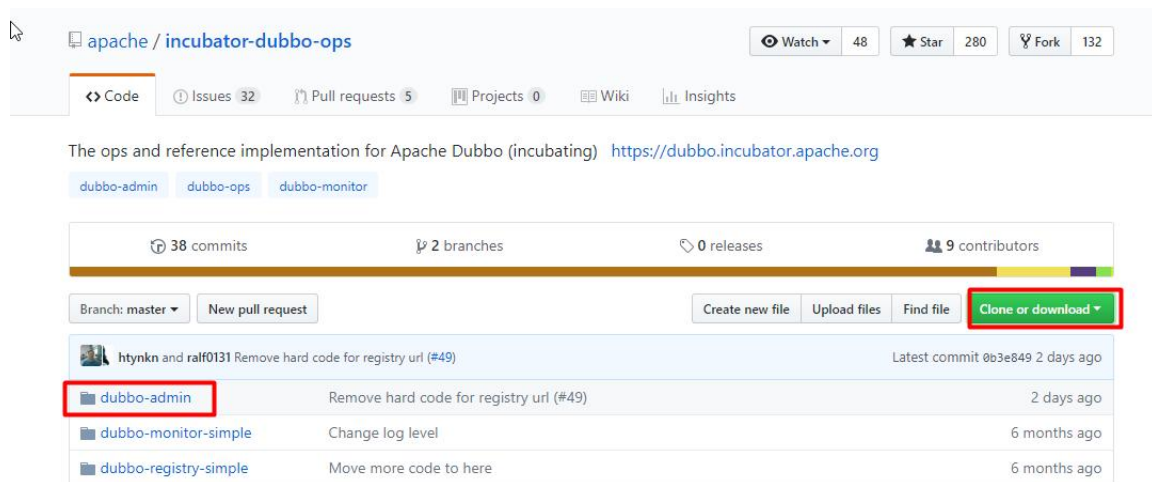 apache / incubator-dubbo-ops Watch 48 Star 280 Fork 132
<> Code Issues 32 Pull requests 5 Projects 0 Wiki Insights
The ops and reference implementation for Apache Dubbo (incubating) https://dubbo.incubator.apache.org
dubbo-admin dubbo-ops dubbo-monitor
38 commits 2 branches 0 releases 9 contributors
Branch: master New pull request Create new file Upload files Find file Clone or download
htynkn and ralf0131 Remove hard code for registry url (#49) Latest commit 0b3e849 2 days ago
dubbo-admin Remove hard code for registry url (#49) 2 days ago
dubbo-monitor-simple Change log level 6 months ago
dubbo-registry-simple Move more code to here 6 months ago